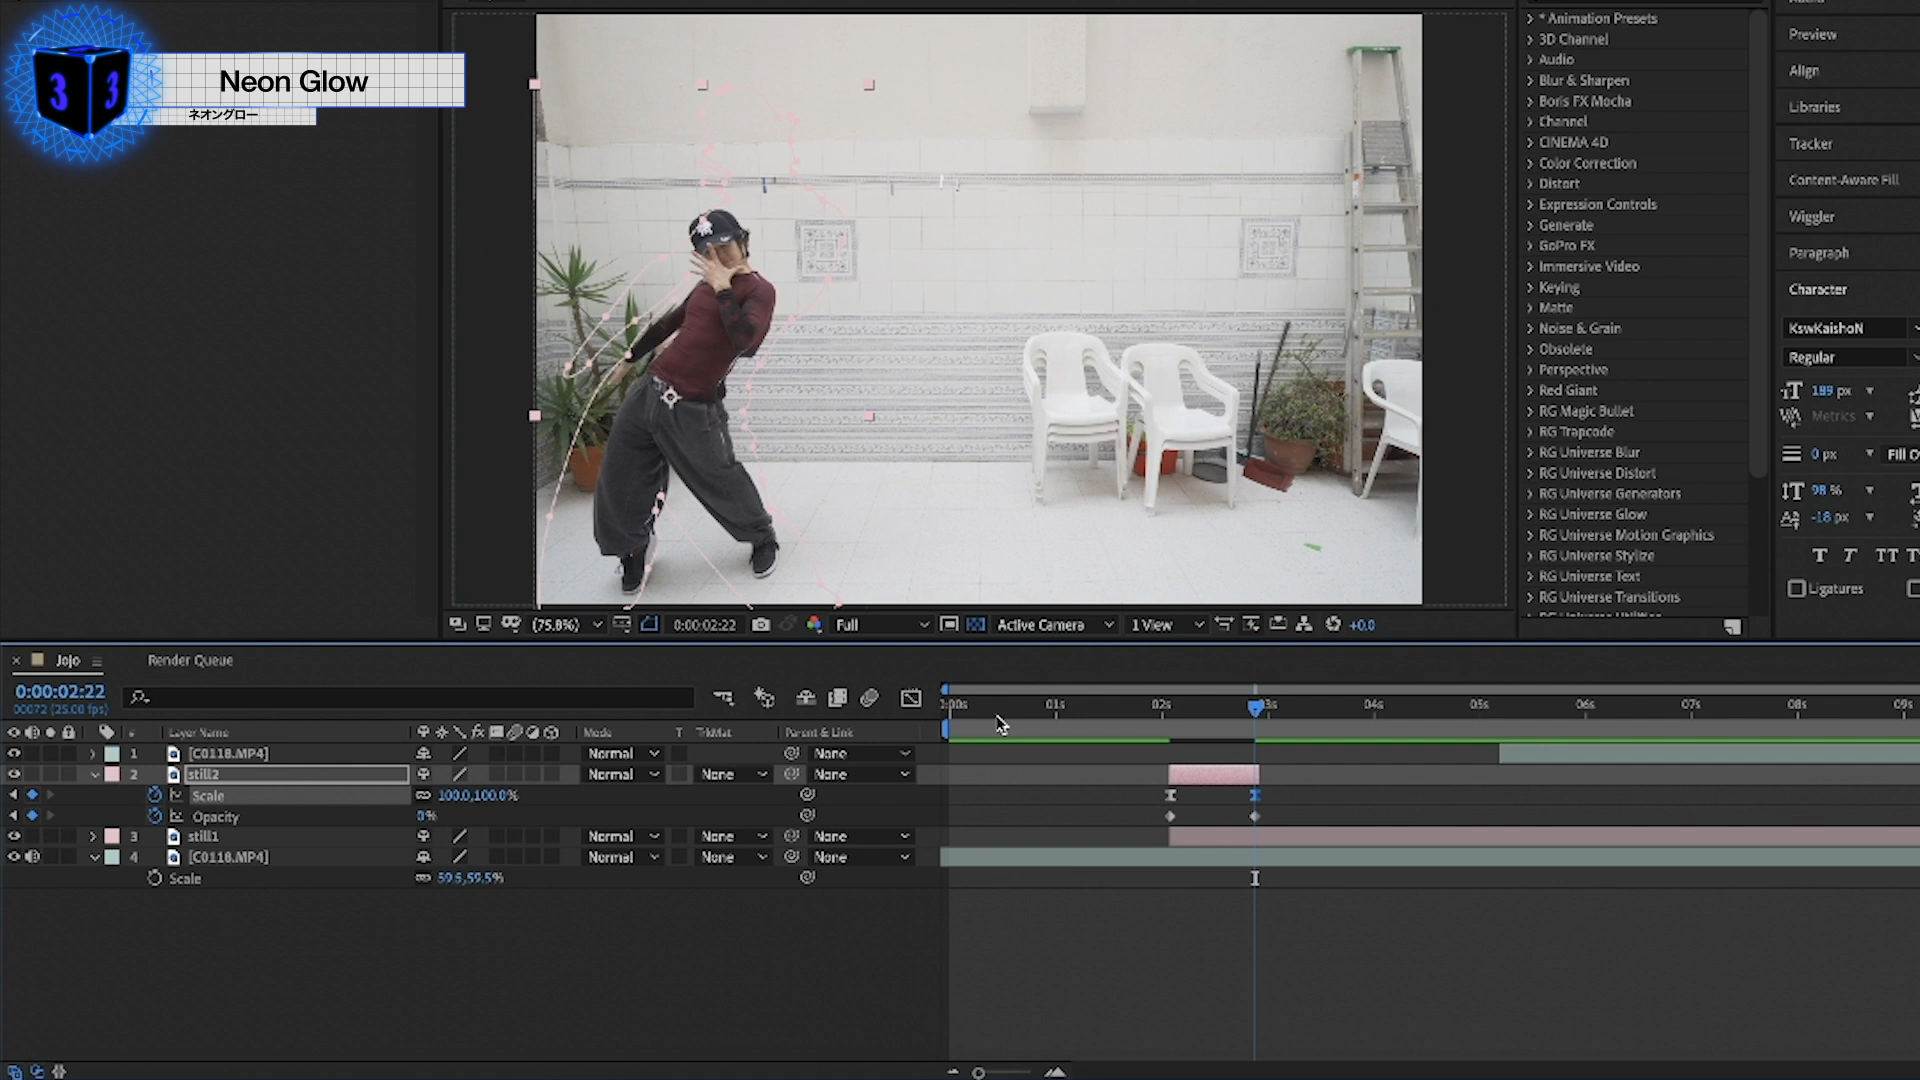 3 3
Neon Glow
ネオングロー
* Animation Presets
3D Channel
Audio
Blur & Sharpen
Boris FX Mocha
Channel
CINEMA 4D
Color Correction
Distort
Expression Controls
Generate
GoPro FX
Immersive Video
Keying
Matte
Noise & Grain
Obsolete
Perspective
Red Giant
RG Magic Bullet
RG Trapcode
RG Universe Blur
RG Universe Distort
RG Universe Generators
RG Universe Glow
RG Universe Motion Graphics
RG Universe Stylize
RG Universe Text
RG Universe Transitions
Preview
Align
Libraries
Tracker
Content-Aware Fill
Wiggler
Paragraph
Character
KswKaishoN
Regular
189 px
Metrics
0 px Fill O
98 %
-18 px
T T TT
Ligatures
(75.8%) 0:00:02:22 Full Active Camera 1 View +0.0
Jojo Render Queue
0:00:02:22
00072 (25.00 fps)
:00s 01s 02s 03s 04s 05s 06s 07s 08s 09s
# Layer Name Mode T TrkMat Parent & Link
1 [C0118.MP4] Normal None
2 still2 Normal None None
Scale 100.0,100.0%
Opacity 0%
3 still1 Normal None None
4 [C0118.MP4] Normal None None
Scale 59.5,59.5%